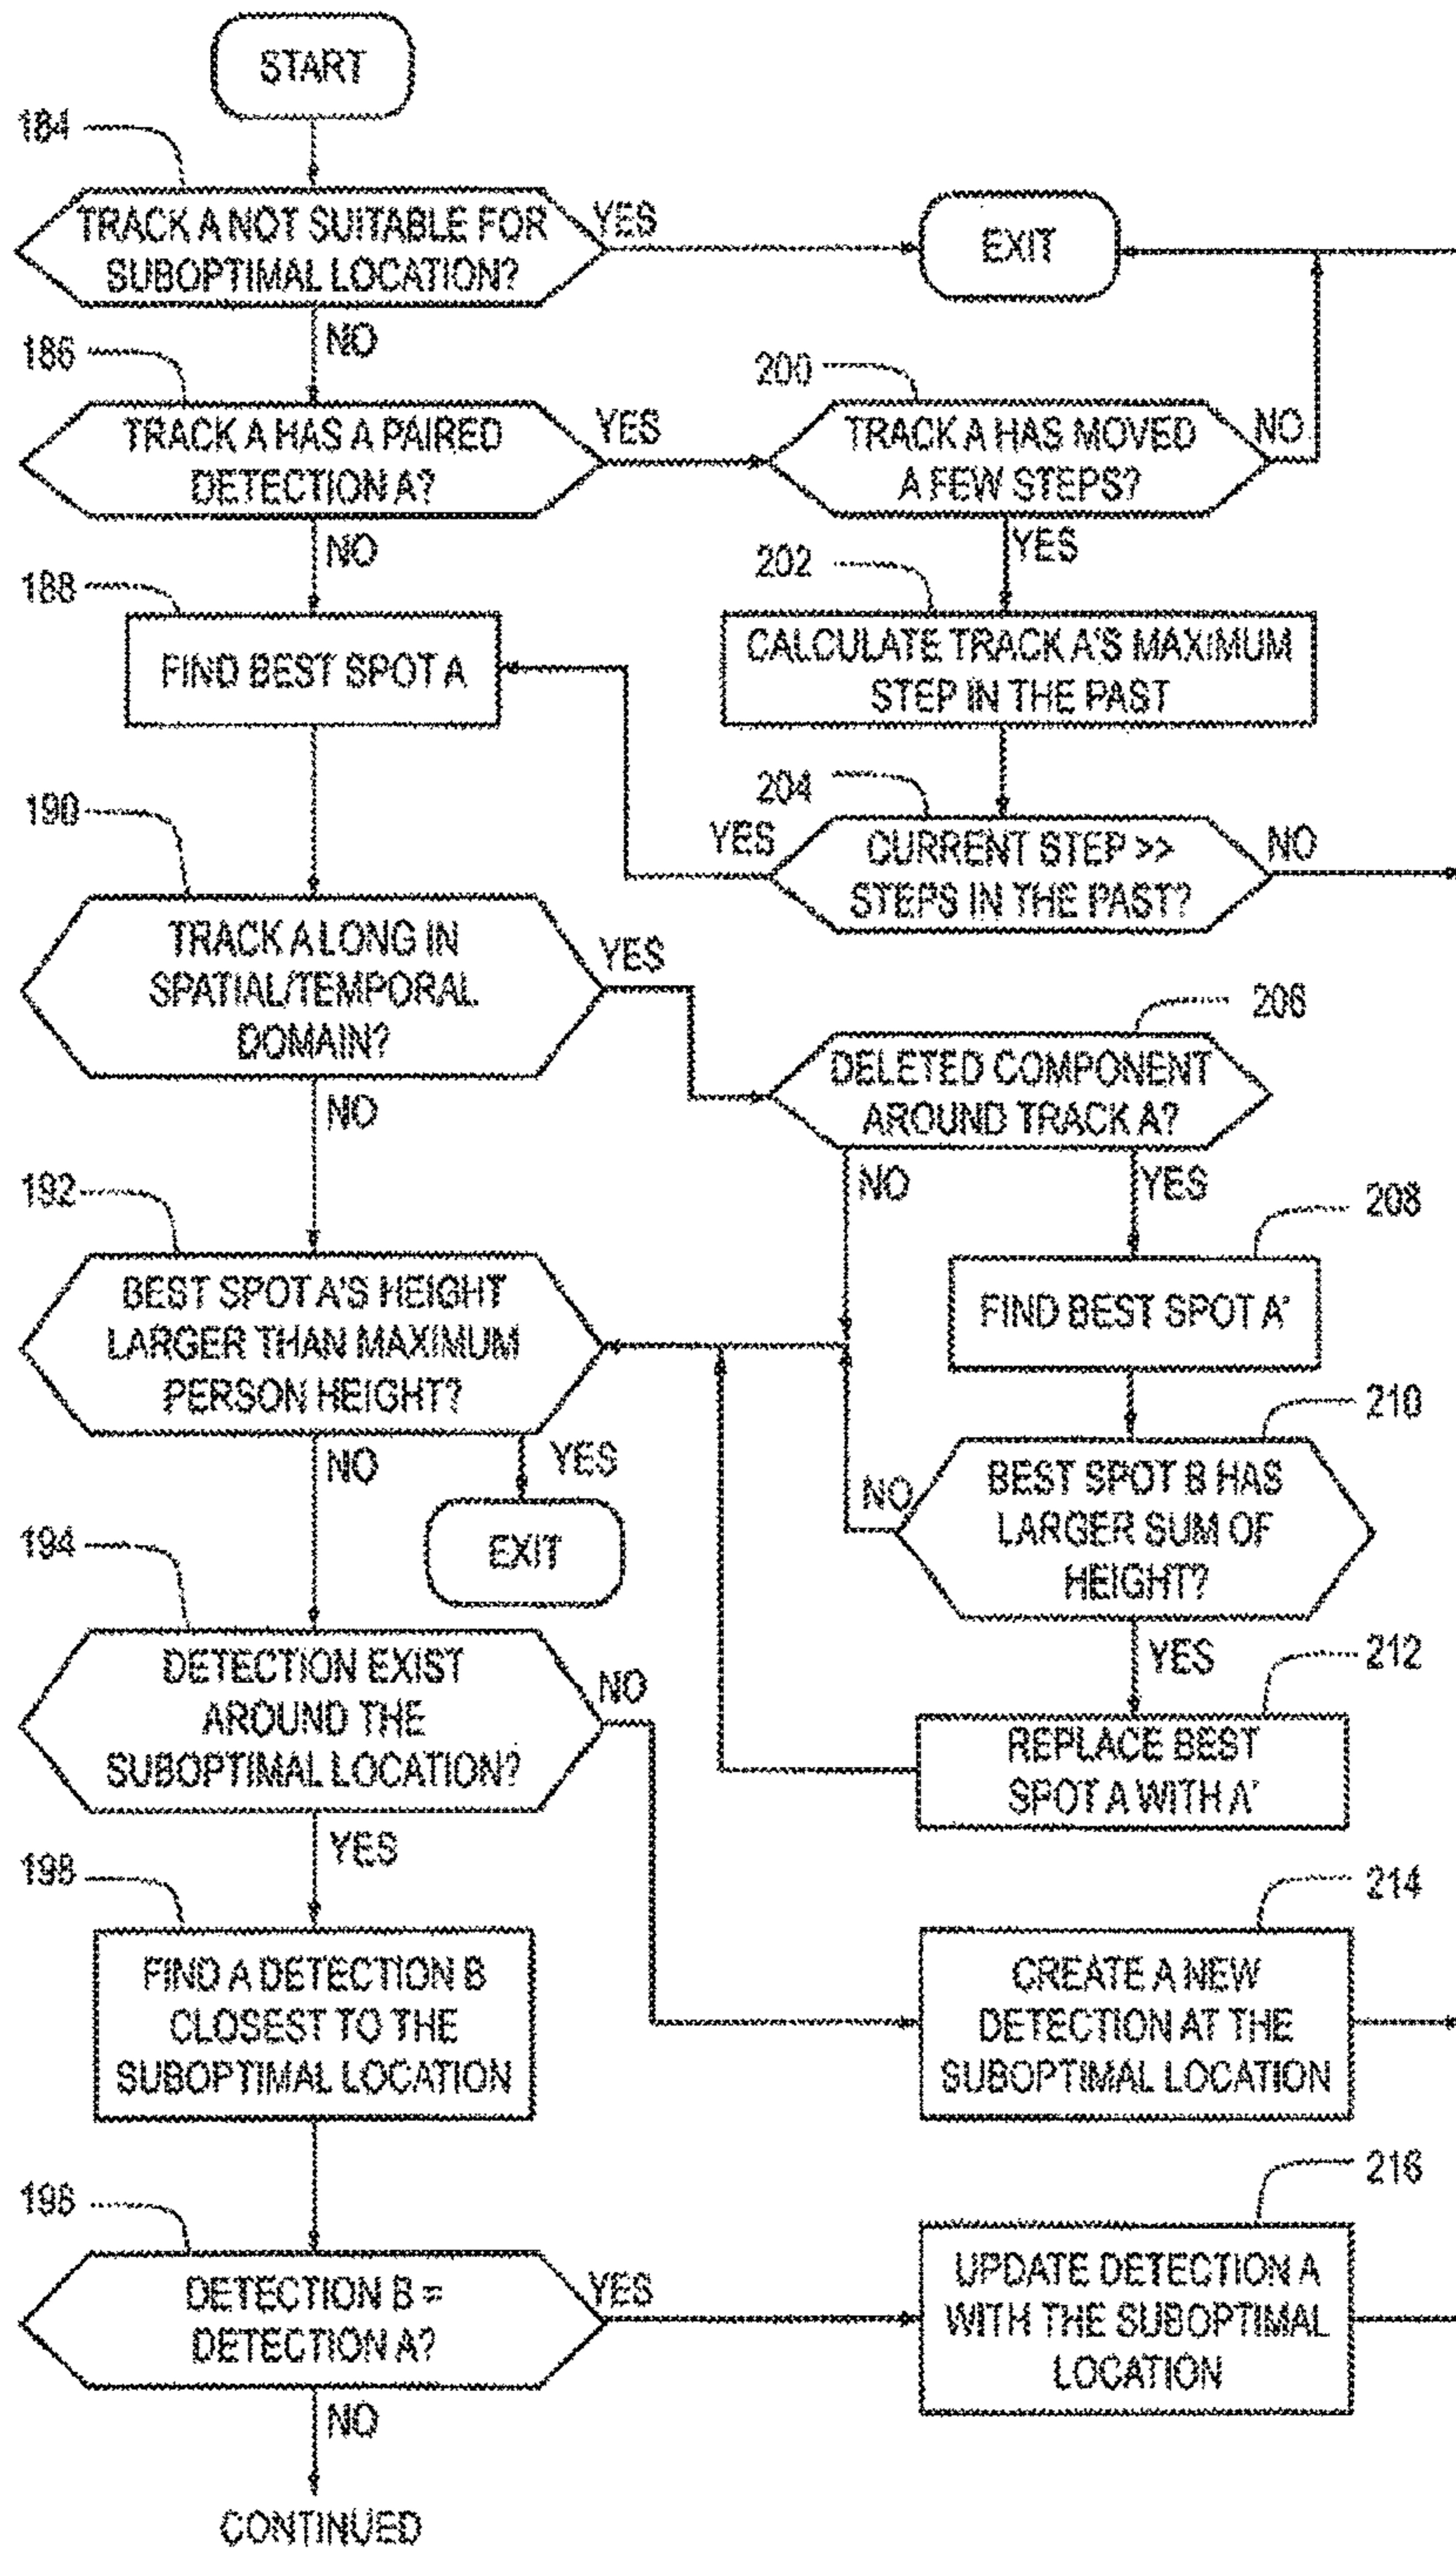 START
184
TRACK A NOT SUITABLE FOR
SUBOPTIMAL LOCATION?
YES
EXIT
NO
186
TRACK A HAS A PAIRED
DETECTION A?
YES
200
TRACK A HAS MOVED
A FEW STEPS?
NO
NO
YES
188
FIND BEST SPOT A
202
CALCULATE TRACK A'S MAXIMUM
STEP IN THE PAST
204
CURRENT STEP >>
STEPS IN THE PAST?
YES
NO
190
TRACK A LONG IN
SPATIAL/TEMPORAL
DOMAIN?
YES
NO
206
DELETED COMPONENT
AROUND TRACK A?
NO
YES
192
BEST SPOT A'S HEIGHT
LARGER THAN MAXIMUM
PERSON HEIGHT?
NO
YES
EXIT
208
FIND BEST SPOT A'
210
BEST SPOT B HAS
LARGER SUM OF
HEIGHT?
NO
YES
194
DETECTION EXIST
AROUND THE
SUBOPTIMAL LOCATION?
NO
YES
212
REPLACE BEST
SPOT A WITH A'
198
FIND A DETECTION B
CLOSEST TO THE
SUBOPTIMAL LOCATION
214
CREATE A NEW
DETECTION AT THE
SUBOPTIMAL LOCATION
196
DETECTION B =
DETECTION A?
YES
NO
216
UPDATE DETECTION A
WITH THE SUBOPTIMAL
LOCATION
CONTINUED